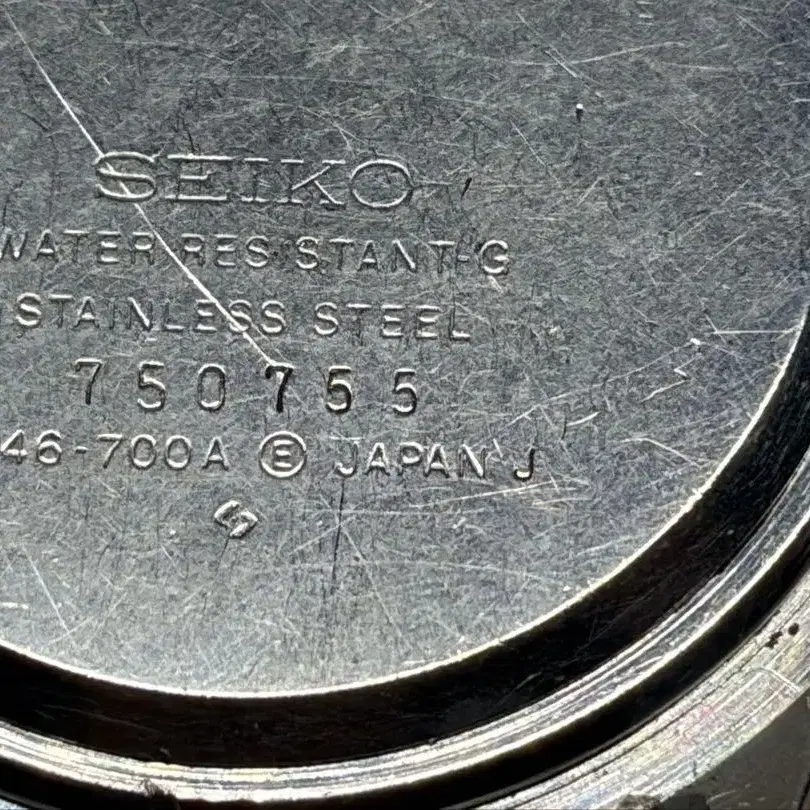 SEIKO
WATER RESISTANT-G
STAINLESS STEEL
750755
46-700A Ⓔ JAPAN J